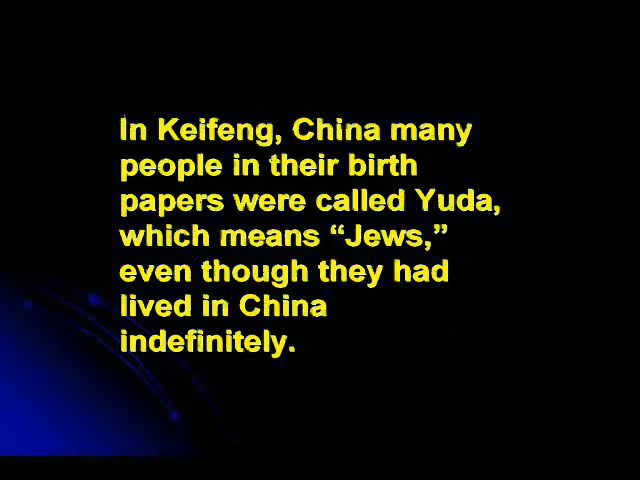 In Keifeng, China many
people in their birth
papers were called Yuda,
which means “Jews,”
even though they had
lived in China
indefinitely.